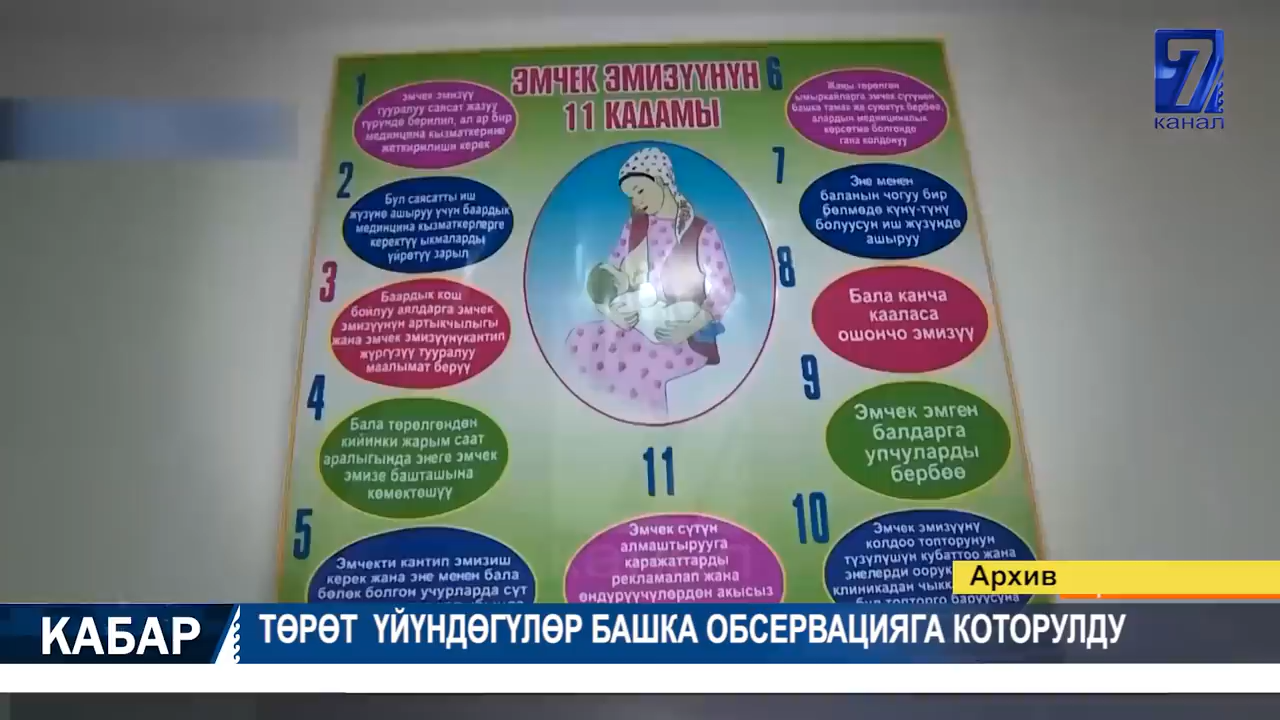 7
канал
ЭМЧЕК ЭМИЗҮҮНҮН
11 КАДАМЫ
1
Эмчек эмизүү
тууралуу саясат жазуу
түрүндө берилип, ал ар бир
медицина кызматкерине
жеткирилиши керек
2
Бул саясатты иш
жүзүнө ашыруу үчүн баардык
медицина кызматкерлерге
керектүү ыкмаларды
үйрөтүү зарыл
3
Баардык кош
бойлуу аялдарга эмчек
эмизүүнүн артыкчылыгы
жана эмчек эмизүүнүкантип
жүргүзүү тууралуу
маалымат берүү
4
Бала төрөлгөндөн
кийинки жарым саат
аралыгында энеге эмчек
эмизе башташына
көмөктөшүү
5
Эмчекти кантип эмизиш
керек жана эне менен бала
бөлөк болгон учурларда сүт
6
Жаңы төрөлгөн
ымыркайларга эмчек сүтүнөн
башка тамак же суюктук бербөө,
алардын медициналык
көрсөтмө болгондо
гана колдонуу
7
Эне менен
баланын чогуу бир
бөлмөдө күнү-түнү
болуусун иш жүзүндө
ашыруу
8
Бала канча
кааласа
ошончо эмизүү
9
Эмчек эмген
балдарга
упчуларды
бербөө
10
Эмчек эмизүүнү
колдоо топторунун
түзүлүшүн кубаттоо жана
энелерди
клиникадан
бул топторго баруусуна
11
Эмчек сүтүн
алмаштырууга
каражаттарды
рекламалап жана
өндүрүүчүлөрдөн акысыз
Архив
КАБАР
ТӨРӨТ ҮЙҮНДӨГҮЛӨР БАШКА ОБСЕРВАЦИЯГА КОТОРУЛДУ